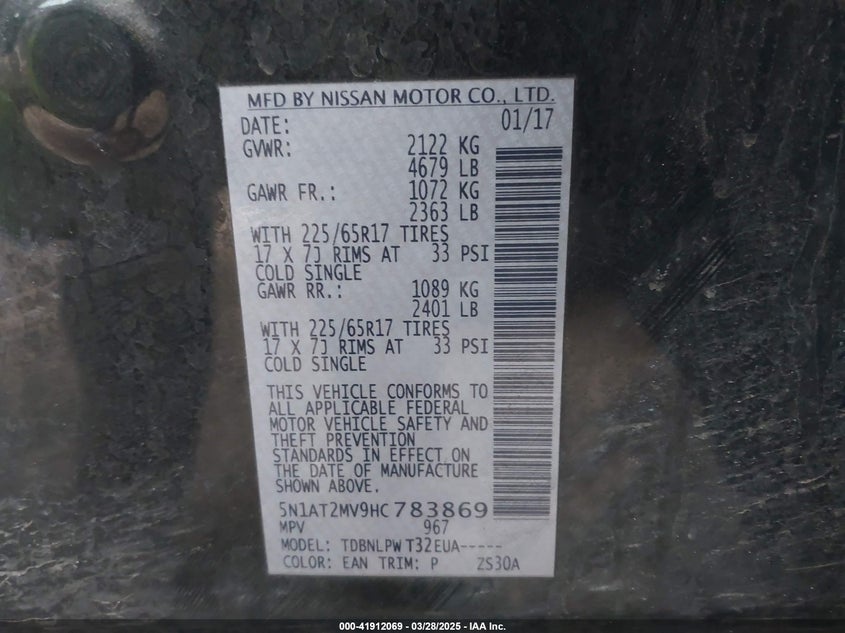 MFD BY NISSAN MOTOR CO., LTD.
DATE: 01/17
GVWR: 2122 KG
4679 LB
GAWR FR.: 1072 KG
2363 LB
WITH 225/65R17 TIRES
17 X 7J RIMS AT 33 PSI
COLD SINGLE
GAWR RR.: 1089 KG
2401 LB
WITH 225/65R17 TIRES
17 X 7J RIMS AT 33 PSI
COLD SINGLE
THIS VEHICLE CONFORMS TO
ALL APPLICABLE FEDERAL
MOTOR VEHICLE SAFETY AND
THEFT PREVENTION
STANDARDS IN EFFECT ON
THE DATE OF MANUFACTURE
SHOWN ABOVE.
5N1AT2MV9HC783869
MPV 967
MODEL: TDBNLPW T32EUA-----
COLOR: EAN TRIM: P ZS30A
000-41912069 - 03/28/2025 - IAA Inc.